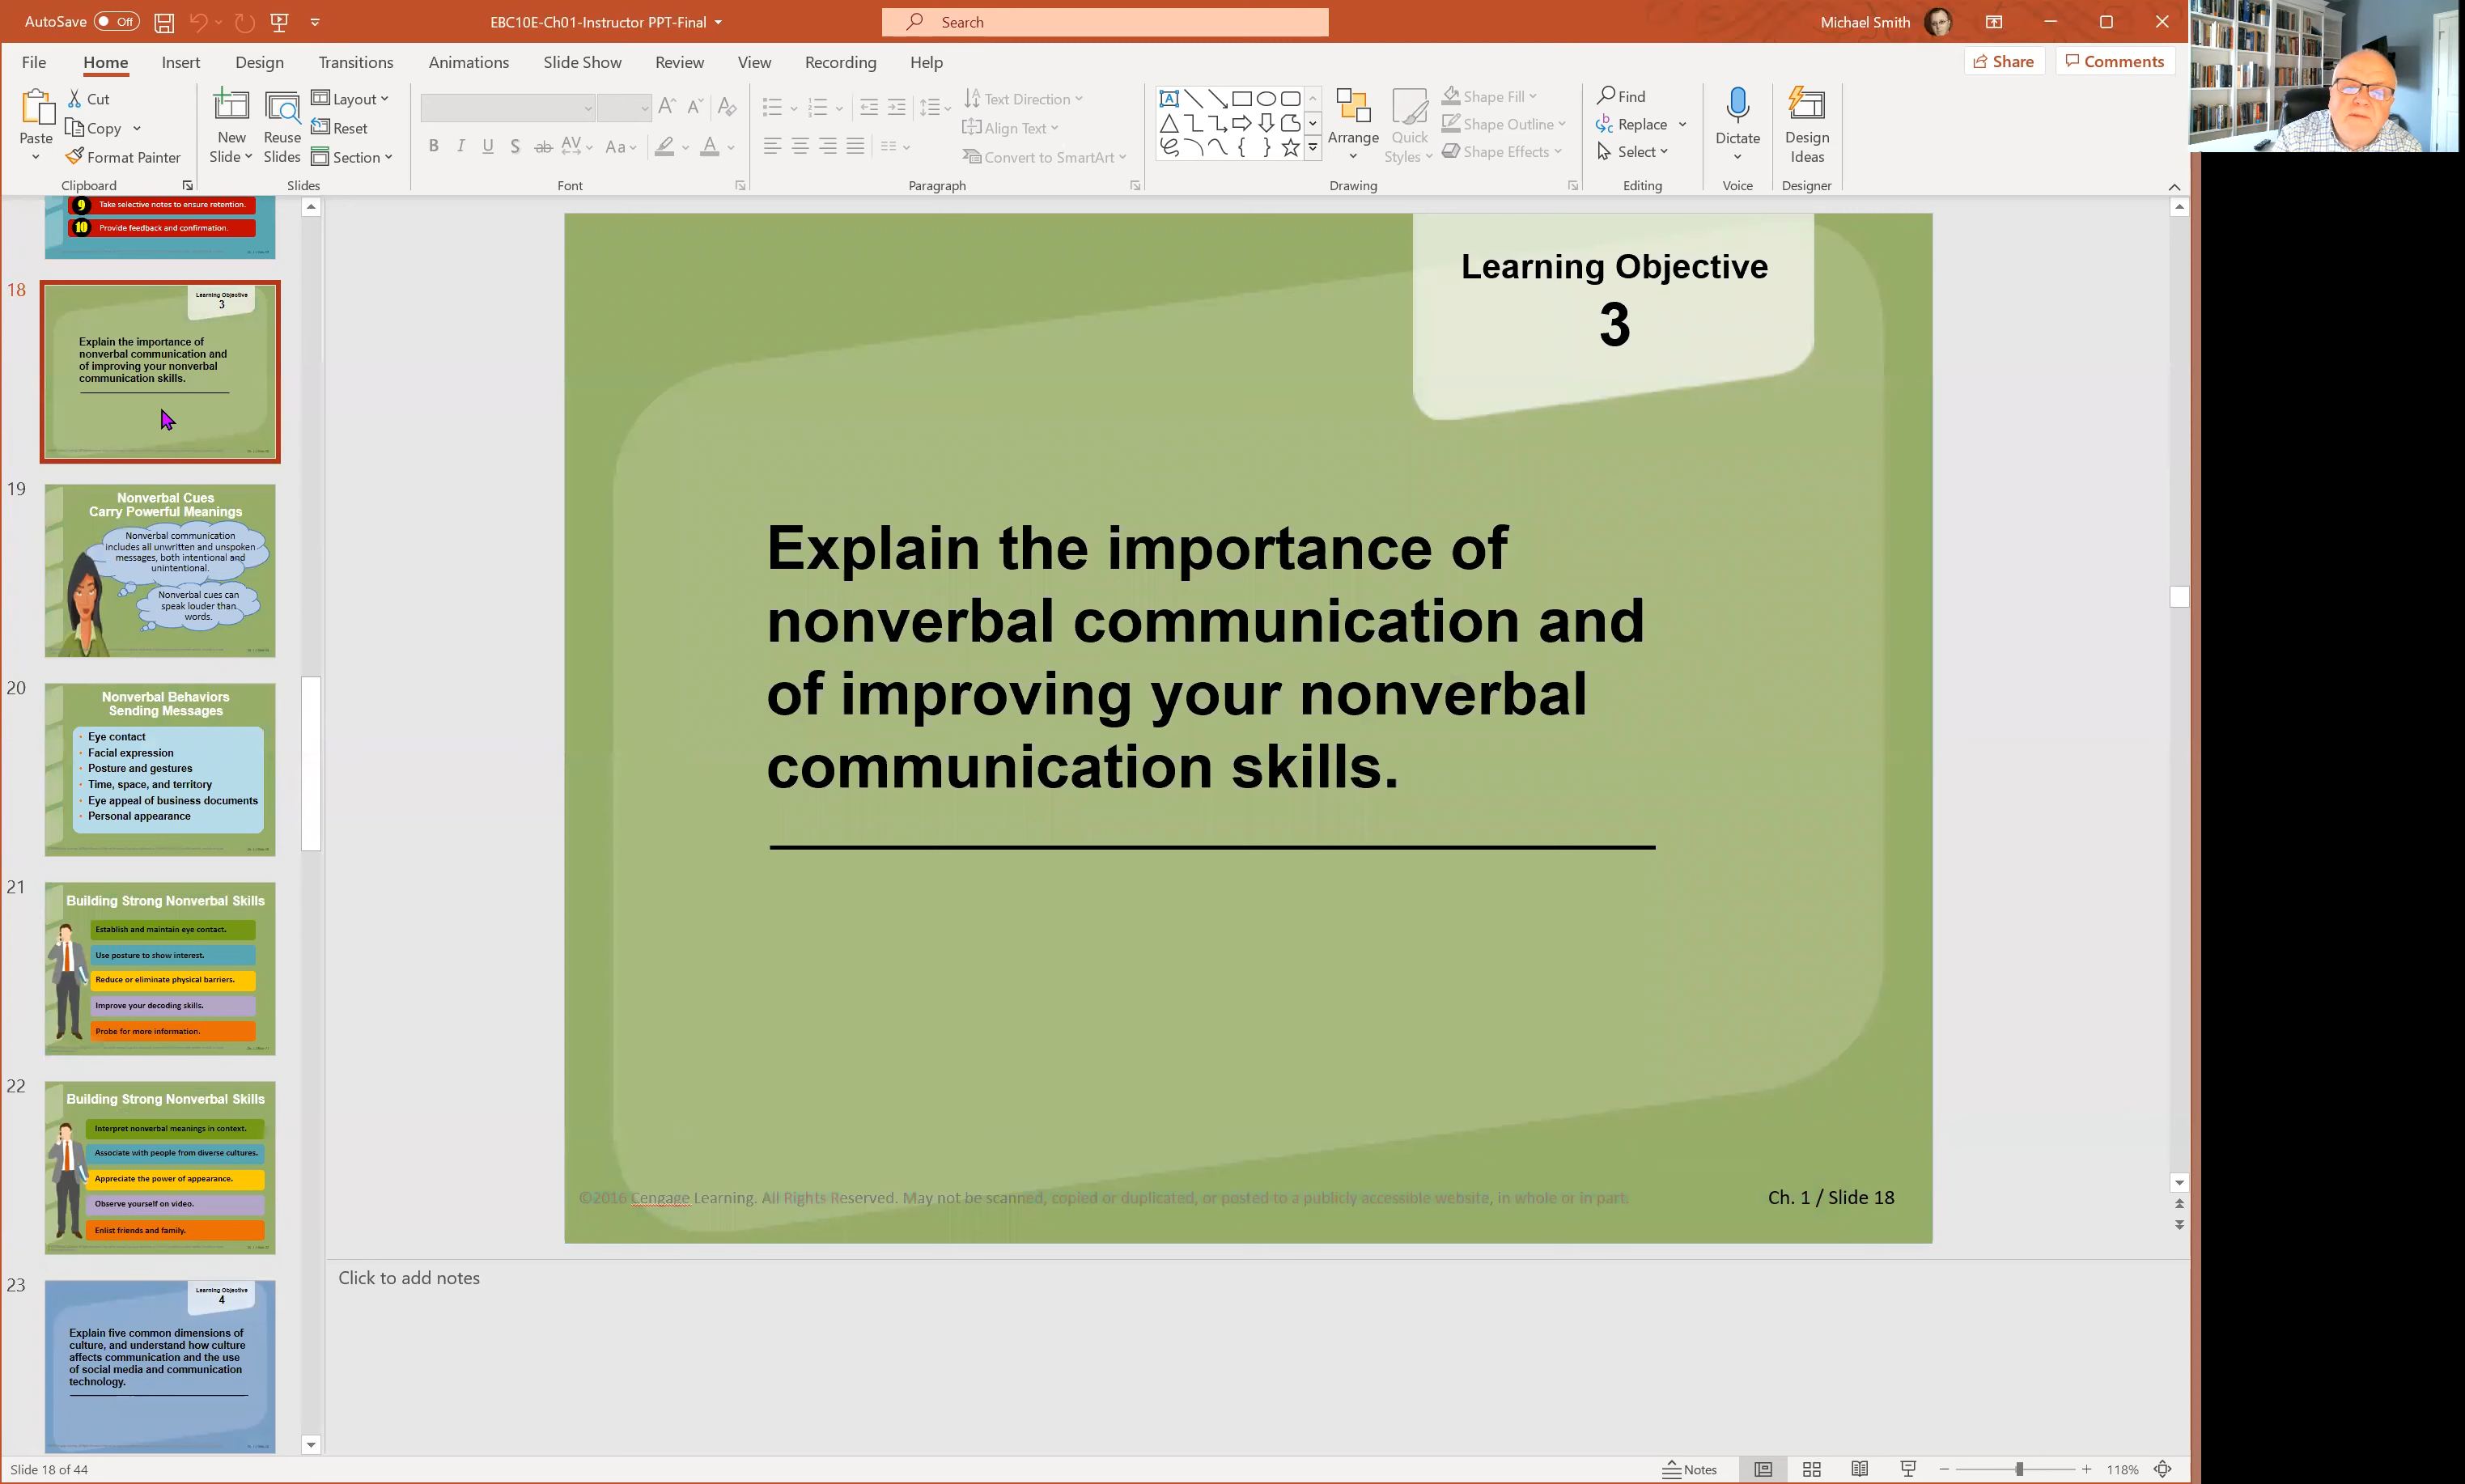 AutoSave Off
EBC10E-Ch01-Instructor PPT-Final
Search
Michael Smith
File Home Insert Design Transitions Animations Slide Show Review View Recording Help
Share Comments
Paste
Cut
Copy
Format Painter
Clipboard
New
Slide
Reuse
Slides
Layout
Reset
Section
Slides
B I U S ab AV Aa A
Font
Text Direction
Align Text
Convert to SmartArt
Paragraph
Arrange
Quick
Styles
Shape Fill
Shape Outline
Shape Effects
Drawing
Find
Replace
Select
Editing
Dictate
Voice
Design
Ideas
Designer
9 Take selective notes to ensure retention.
10 Provide feedback and confirmation.
18
Learning Objective
3
Explain the importance of
nonverbal communication and
of improving your nonverbal
communication skills.
19
Nonverbal Cues
Carry Powerful Meanings
Nonverbal communication
includes all unwritten and unspoken
messages, both intentional and
unintentional.
Nonverbal cues can
speak louder than
words.
20
Nonverbal Behaviors
Sending Messages
• Eye contact
• Facial expression
• Posture and gestures
• Time, space, and territory
• Eye appeal of business documents
• Personal appearance
21
Building Strong Nonverbal Skills
Establish and maintain eye contact.
Use posture to show interest.
Reduce or eliminate physical barriers.
Improve your decoding skills.
Probe for more information.
22
Building Strong Nonverbal Skills
Interpret nonverbal meanings in context.
Associate with people from diverse cultures.
Appreciate the power of appearance.
Observe yourself on video.
Enlist friends and family.
23
Learning Objective
4
Explain five common dimensions of
culture, and understand how culture
affects communication and the use
of social media and communication
technology.
Learning Objective
3
Explain the importance of
nonverbal communication and
of improving your nonverbal
communication skills.
©2016 Cengage Learning. All Rights Reserved. May not be scanned, copied or duplicated, or posted to a publicly accessible website, in whole or in part.
Ch. 1 / Slide 18
Click to add notes
Slide 18 of 44
Notes
118%